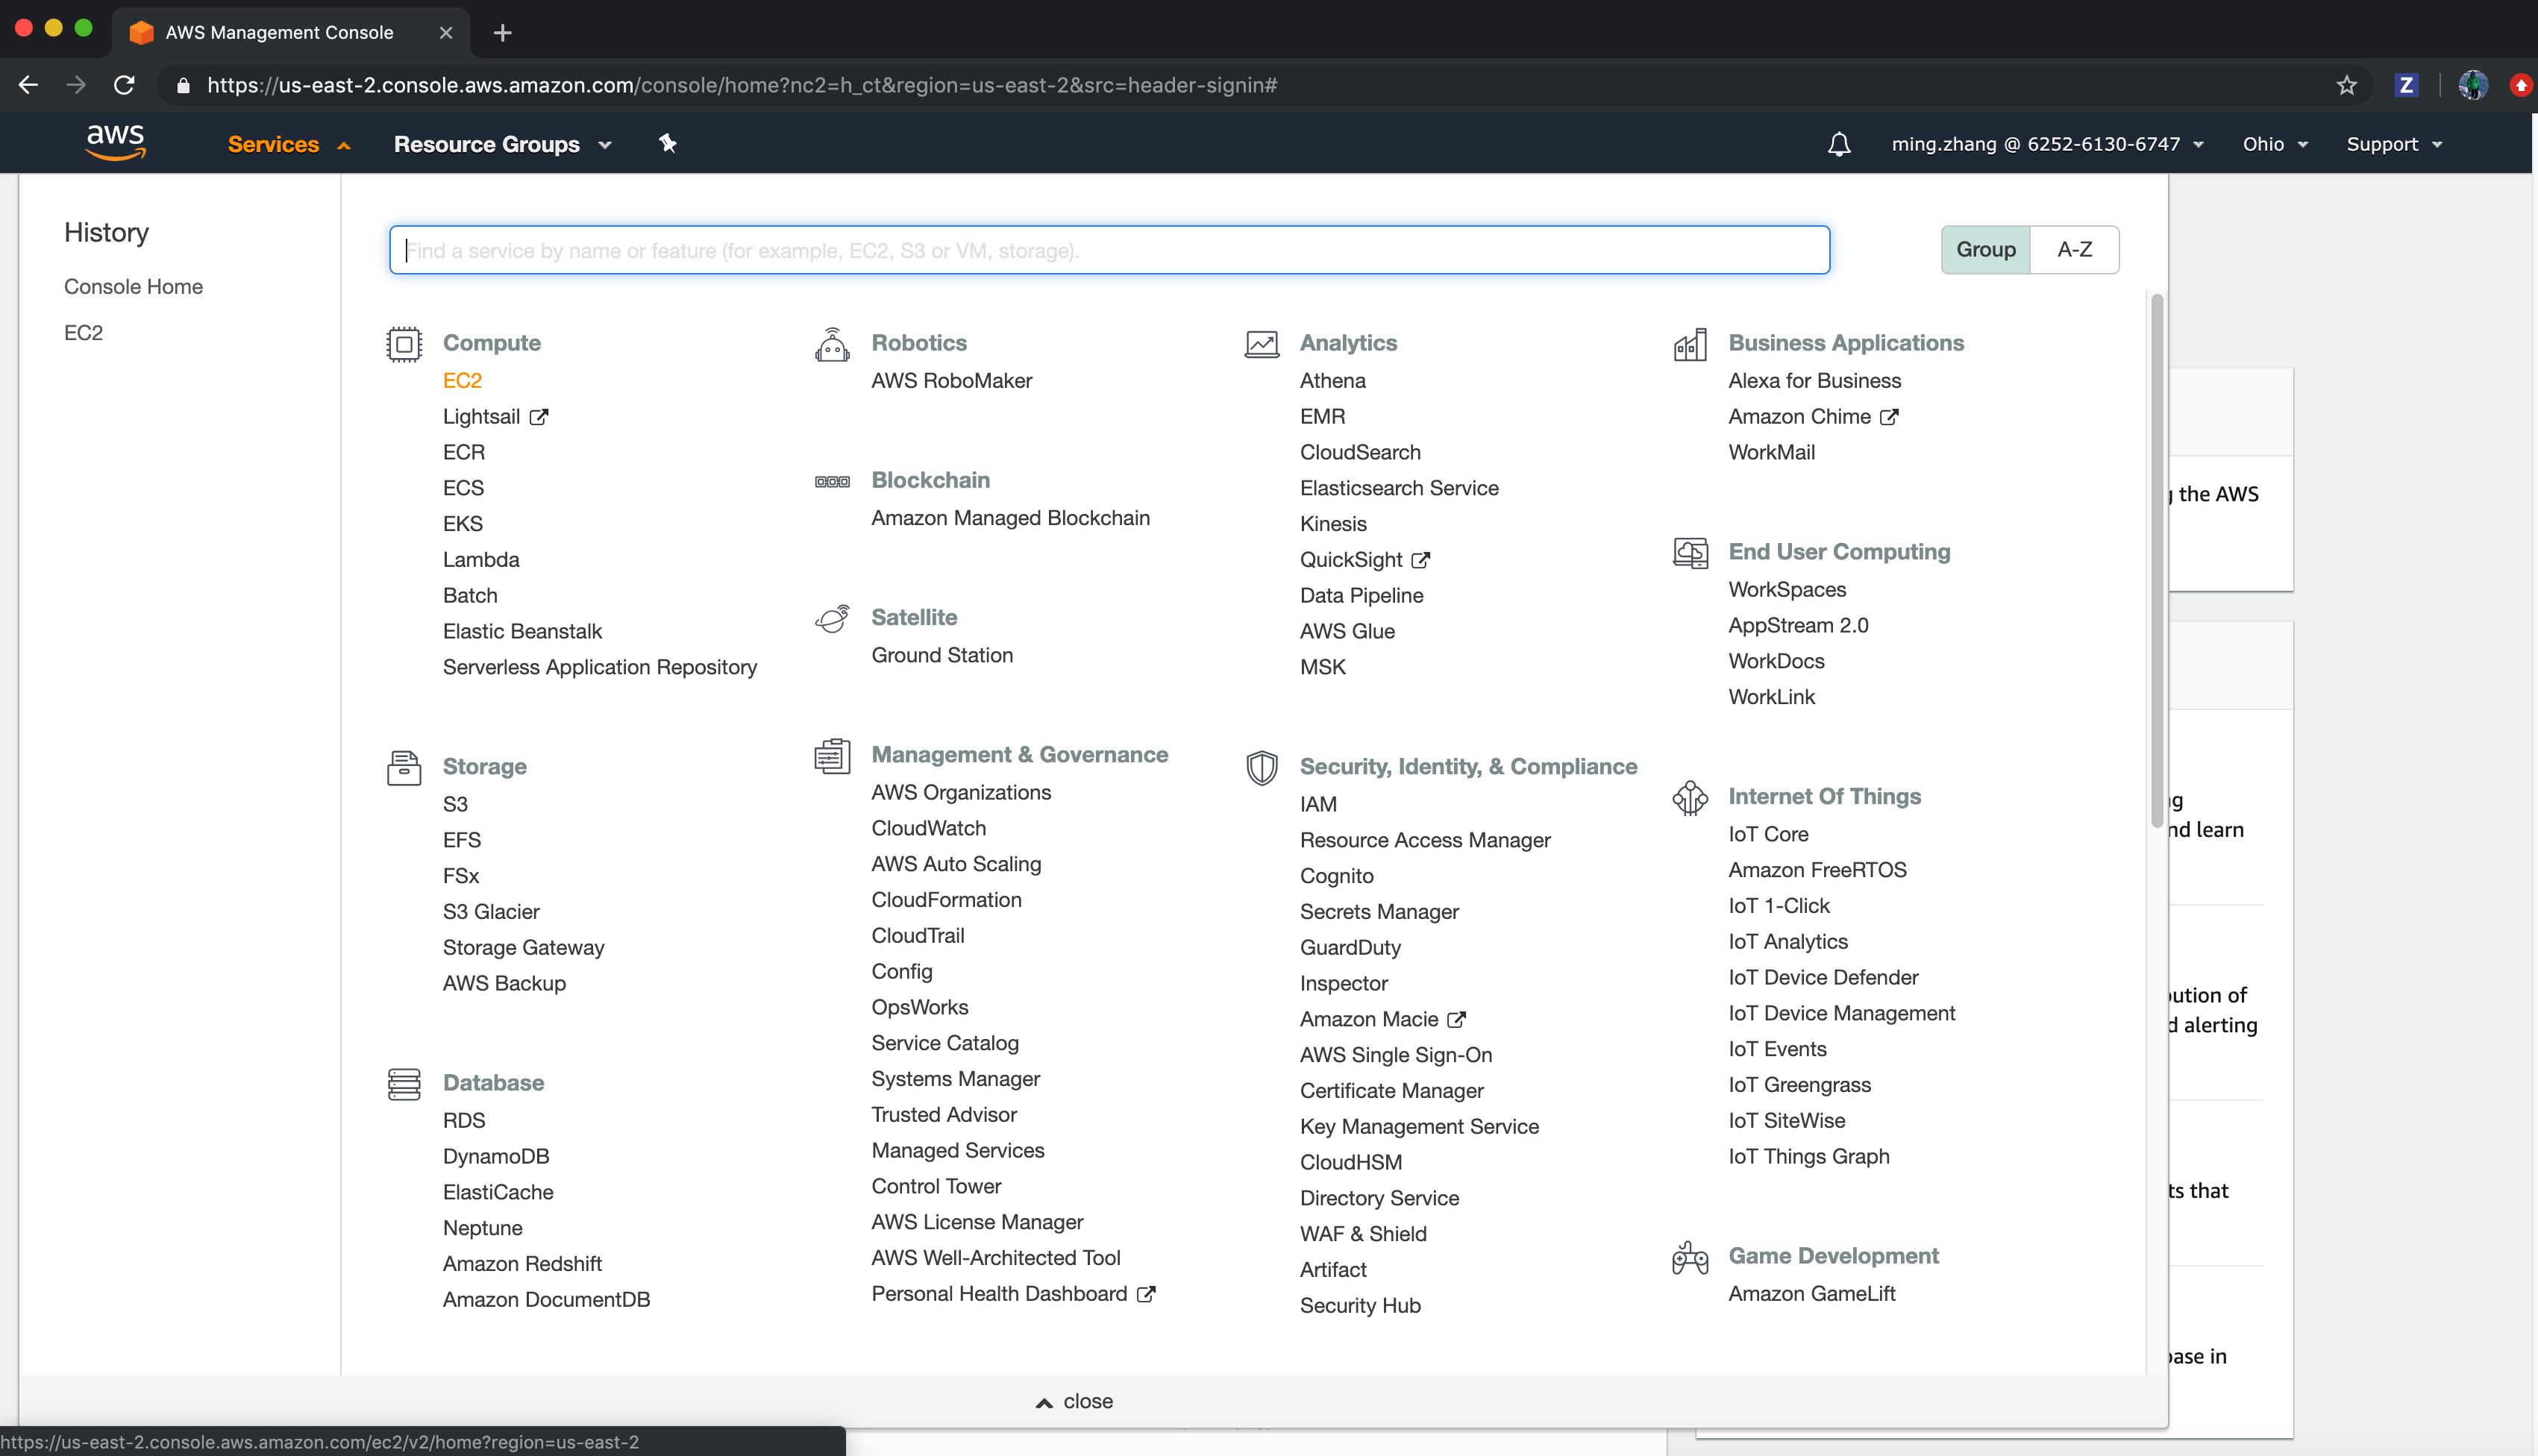 AWS Management Console
https://us-east-2.console.aws.amazon.com/console/home?nc2=h_ct&region=us-east-2&src=header-signin#
Z
aws
Services
Resource Groups
ming.zhang @ 6252-6130-6747
Ohio
Support
History
Console Home
EC2
Find a service by name or feature (for example, EC2, S3 or VM, storage).
Group
A-Z
Compute
EC2
Lightsail
ECR
ECS
EKS
Lambda
Batch
Elastic Beanstalk
Serverless Application Repository
Storage
S3
EFS
FSx
S3 Glacier
Storage Gateway
AWS Backup
Database
RDS
DynamoDB
ElastiCache
Neptune
Amazon Redshift
Amazon DocumentDB
Robotics
AWS RoboMaker
Blockchain
Amazon Managed Blockchain
Satellite
Ground Station
Management & Governance
AWS Organizations
CloudWatch
AWS Auto Scaling
CloudFormation
CloudTrail
Config
OpsWorks
Service Catalog
Systems Manager
Trusted Advisor
Managed Services
Control Tower
AWS License Manager
AWS Well-Architected Tool
Personal Health Dashboard
Analytics
Athena
EMR
CloudSearch
Elasticsearch Service
Kinesis
QuickSight
Data Pipeline
AWS Glue
MSK
Security, Identity, & Compliance
IAM
Resource Access Manager
Cognito
Secrets Manager
GuardDuty
Inspector
Amazon Macie
AWS Single Sign-On
Certificate Manager
Key Management Service
CloudHSM
Directory Service
WAF & Shield
Artifact
Security Hub
Business Applications
Alexa for Business
Amazon Chime
WorkMail
End User Computing
WorkSpaces
AppStream 2.0
WorkDocs
WorkLink
Internet Of Things
IoT Core
Amazon FreeRTOS
IoT 1-Click
IoT Analytics
IoT Device Defender
IoT Device Management
IoT Events
IoT Greengrass
IoT SiteWise
IoT Things Graph
Game Development
Amazon GameLift
the AWS
learn
of
alerting
that
in
close
https://us-east-2.console.aws.amazon.com/ec2/v2/home?region=us-east-2